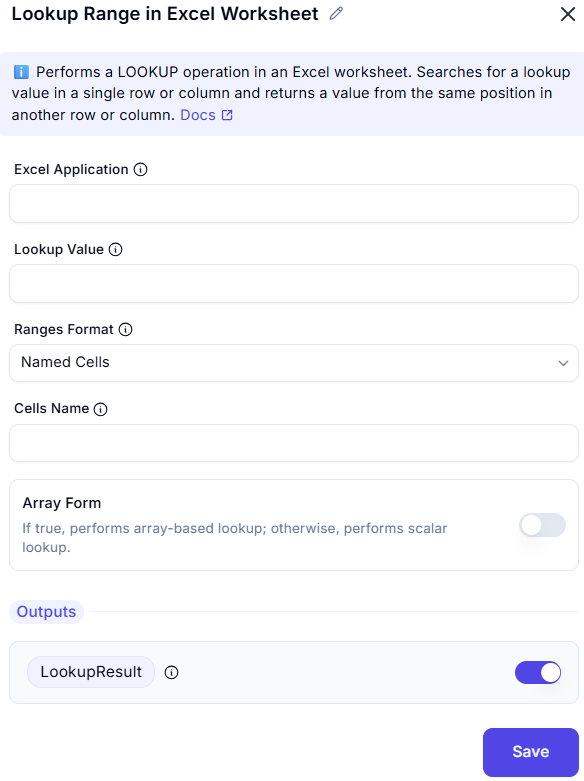 Lookup Range in Excel Worksheet
Performs a LOOKUP operation in an Excel worksheet. Searches for a lookup
value in a single row or column and returns a value from the same position in
another row or column. Docs
Excel Application
Lookup Value
Ranges Format
Named Cells
Cells Name
Array Form
If true, performs array-based lookup; otherwise, performs scalar
lookup.
Outputs
LookupResult
Save